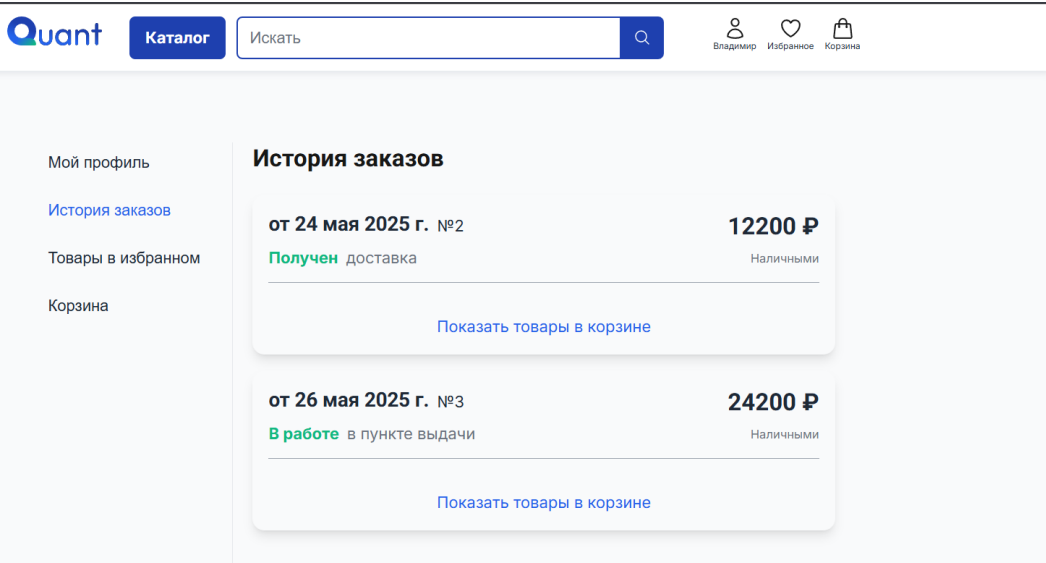 Quant
Каталог
Искать
Владимир
Избранное
Корзина
Мой профиль
История заказов
Товары в избранном
Корзина
История заказов
от 24 мая 2025 г. №2
12200 ₽
Получен доставка
Наличными
Показать товары в корзине
от 26 мая 2025 г. №3
24200 ₽
В работе в пункте выдачи
Наличными
Показать товары в корзине